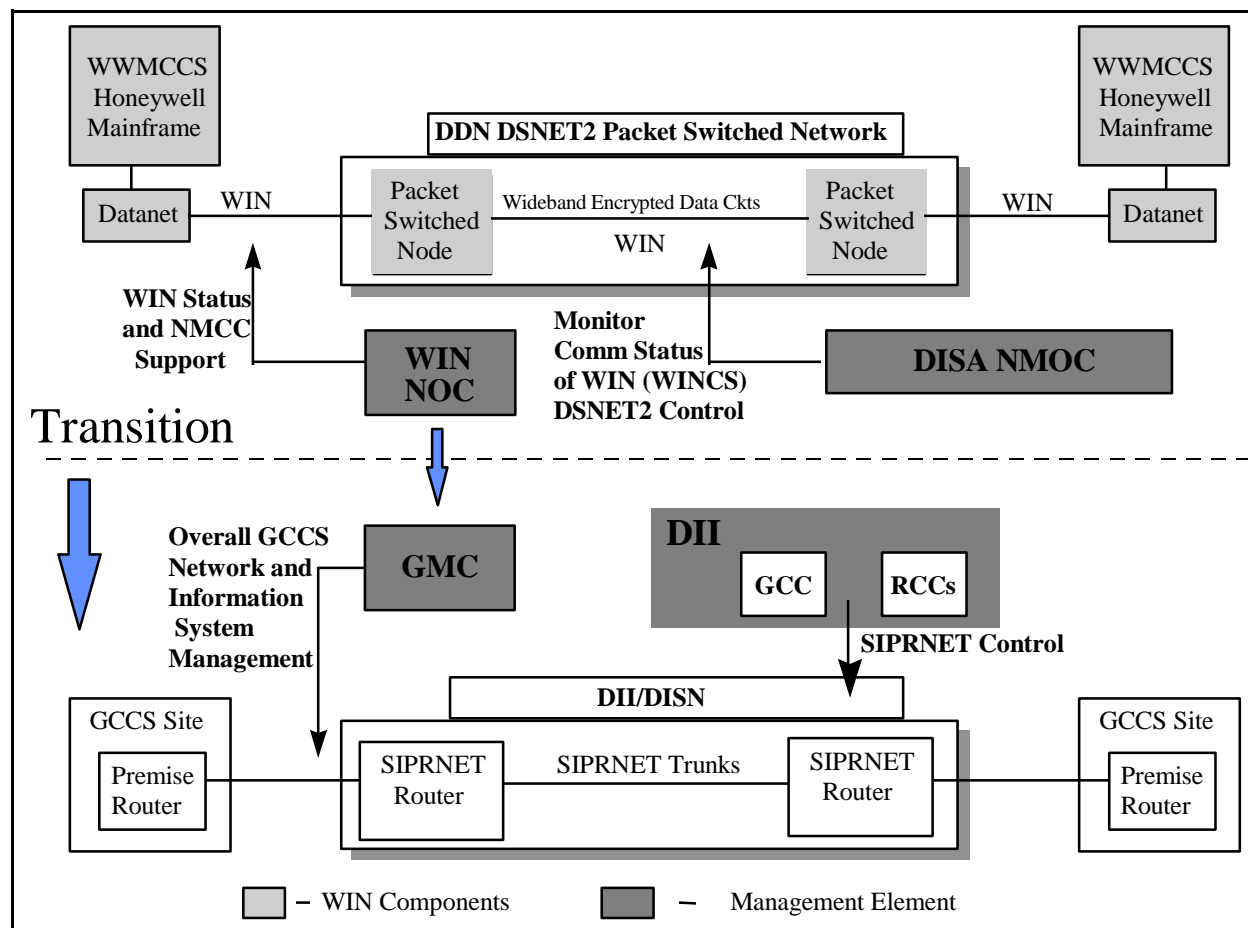 WWMCCS
Honeywell
Mainframe
WWMCCS
Honeywell
Mainframe
DDN DSNET2 Packet Switched Network
Datanet
WIN
Packet
Switched
Node
Wideband Encrypted Data Ckts
WIN
Packet
Switched
Node
WIN
Datanet
WIN Status
and NMCC
Support
WIN
NOC
Monitor
Comm Status
of WIN (WINCS)
DSNET2 Control
DISA NMOC
Transition
Overall GCCS
Network and
Information
System
Management
GMC
DII
GCC
RCCs
SIPRNET Control
DII/DISN
GCCS Site
Premise
Router
SIPRNET
Router
SIPRNET Trunks
SIPRNET
Router
GCCS Site
Premise
Router
– WIN Components
– Management Element